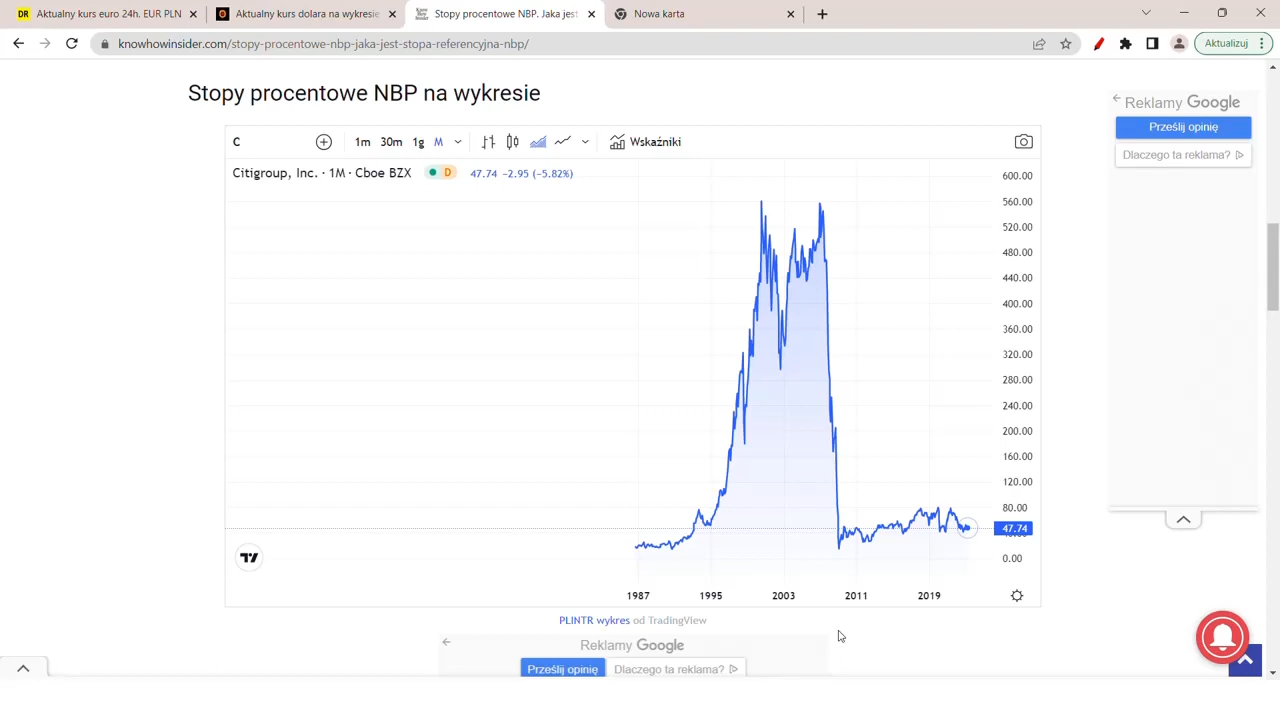 Aktualny kurs euro 24h. EUR PLN
Aktualny kurs dolara na wykresie
Stopy procentowe NBP. Jaka jest
Nowa karta
knowhowinsider.com/stopy-procentowe-nbp-jaka-jest-stopa-referencyjna-nbp/
Aktualizuj
Stopy procentowe NBP na wykresie
C
1m 30m 1g M
Wskaźniki
Citigroup, Inc. · 1M · Cboe BZX
D
47.74 −2.95 (−5.82%)
600.00
560.00
520.00
480.00
440.00
400.00
360.00
320.00
280.00
240.00
200.00
160.00
120.00
80.00
47.74
0.00
1987 1995 2003 2011 2019
PLINTR wykres od TradingView
Reklamy Google
Prześlij opinię
Dlaczego ta reklama?
Reklamy Google
Prześlij opinię
Dlaczego ta reklama?